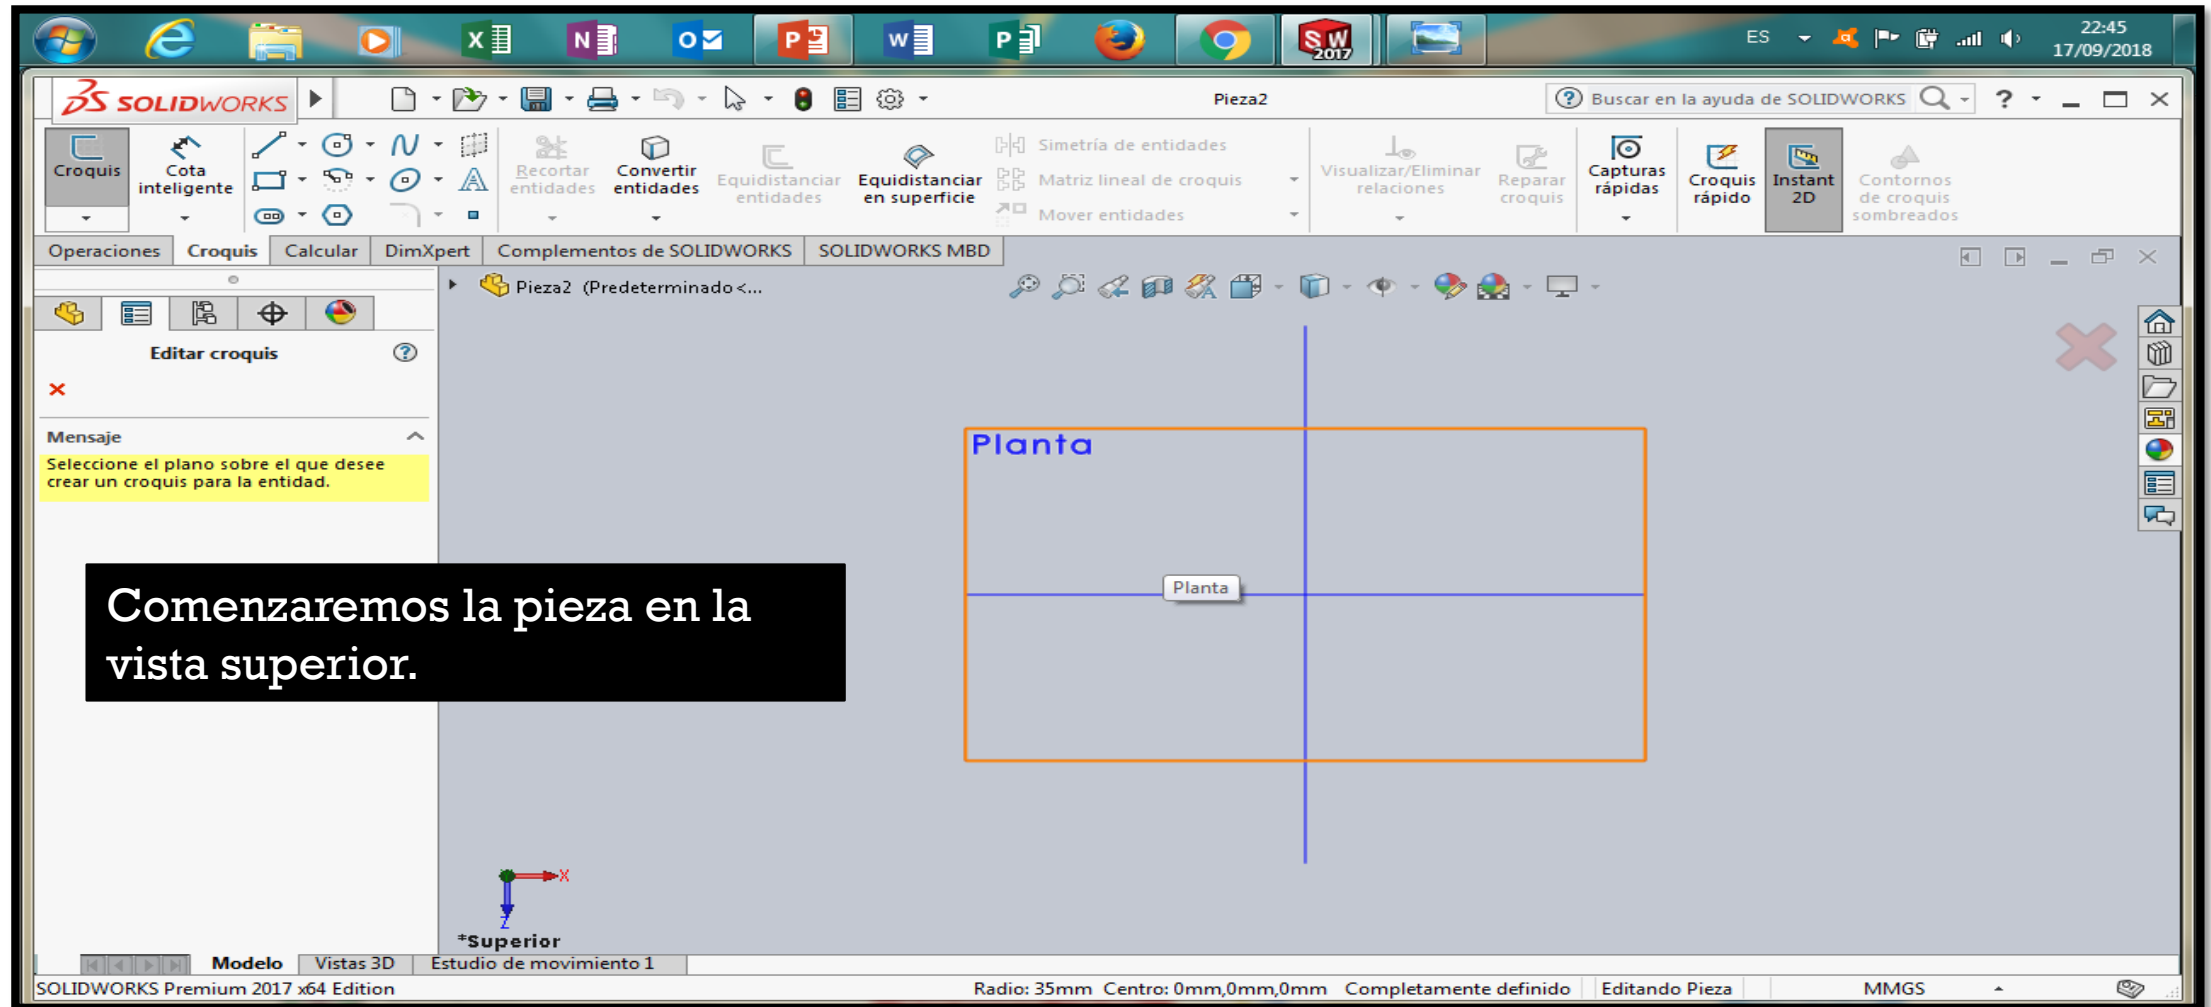 ES
22:45
17/09/2018
SOLIDWORKS
Pieza2
Buscar en la ayuda de SOLIDWORKS
Croquis
Cota
inteligente
Recortar
entidades
Convertir
entidades
Equidistanciar
entidades
Equidistanciar
en superficie
Simetría de entidades
Matriz lineal de croquis
Mover entidades
Visualizar/Eliminar
relaciones
Reparar
croquis
Capturas
rápidas
Croquis
rápido
Instant
2D
Contornos
de croquis
sombreados
Operaciones Croquis Calcular DimXpert Complementos de SOLIDWORKS SOLIDWORKS MBD
Pieza2 (Predeterminado<...
Editar croquis
Mensaje
Seleccione el plano sobre el que desee
crear un croquis para la entidad.
Planta
Planta
Comenzaremos la pieza en la
vista superior.
X
Z
*Superior
Modelo Vistas 3D Estudio de movimiento 1
SOLIDWORKS Premium 2017 x64 Edition Radio: 35mm Centro: 0mm,0mm,0mm Completamente definido Editando Pieza MMGS